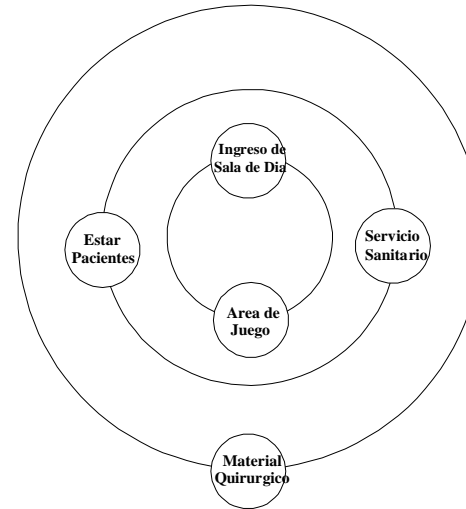 Ingreso de
Sala de Dia
Estar
Pacientes
Servicio
Sanitario
Area de
Juego
Material
Quirurgico